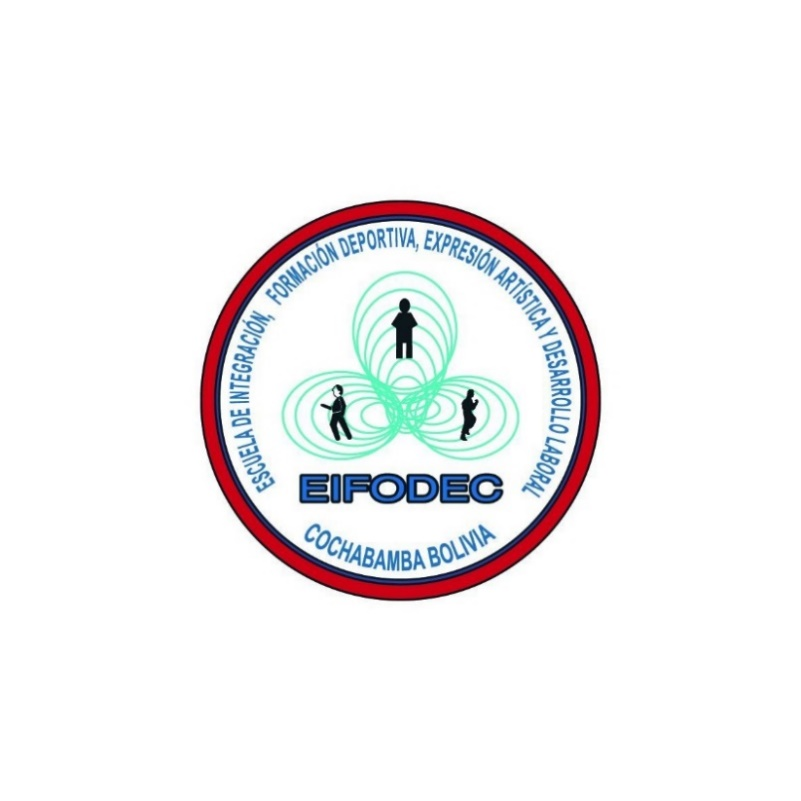 ESCUELA DE INTEGRACIÓN, FORMACIÓN DEPORTIVA, EXPRESIÓN ARTÍSTICA Y DESARROLLO LABORAL
EIFODEC
COCHABAMBA BOLIVIA